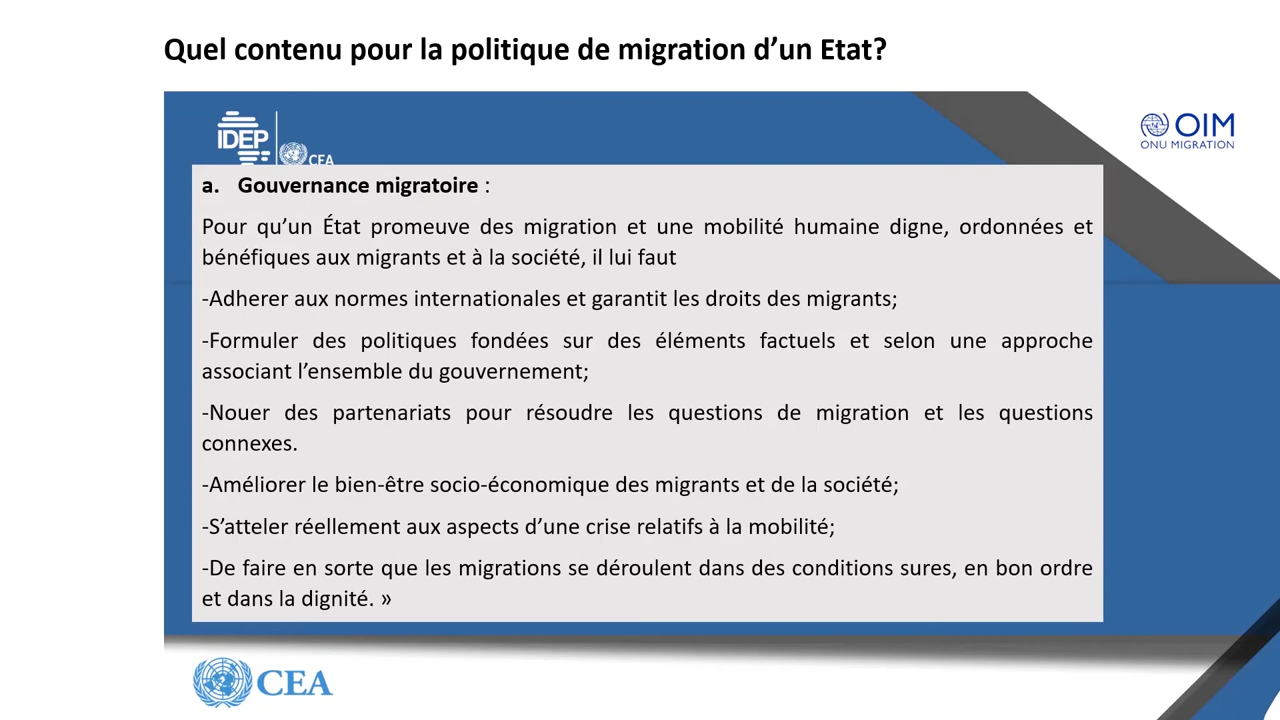 Quel contenu pour la politique de migration d’un Etat?
IDEP
CEA
OIM
ONU MIGRATION
a. Gouvernance migratoire :
Pour qu’un État promeuve des migration et une mobilité humaine digne, ordonnées et
bénéfiques aux migrants et à la société, il lui faut
-Adherer aux normes internationales et garantit les droits des migrants;
-Formuler des politiques fondées sur des éléments factuels et selon une approche
associant l’ensemble du gouvernement;
-Nouer des partenariats pour résoudre les questions de migration et les questions
connexes.
-Améliorer le bien-être socio-économique des migrants et de la société;
-S’atteler réellement aux aspects d’une crise relatifs à la mobilité;
-De faire en sorte que les migrations se déroulent dans des conditions sures, en bon ordre
et dans la dignité. »
CEA